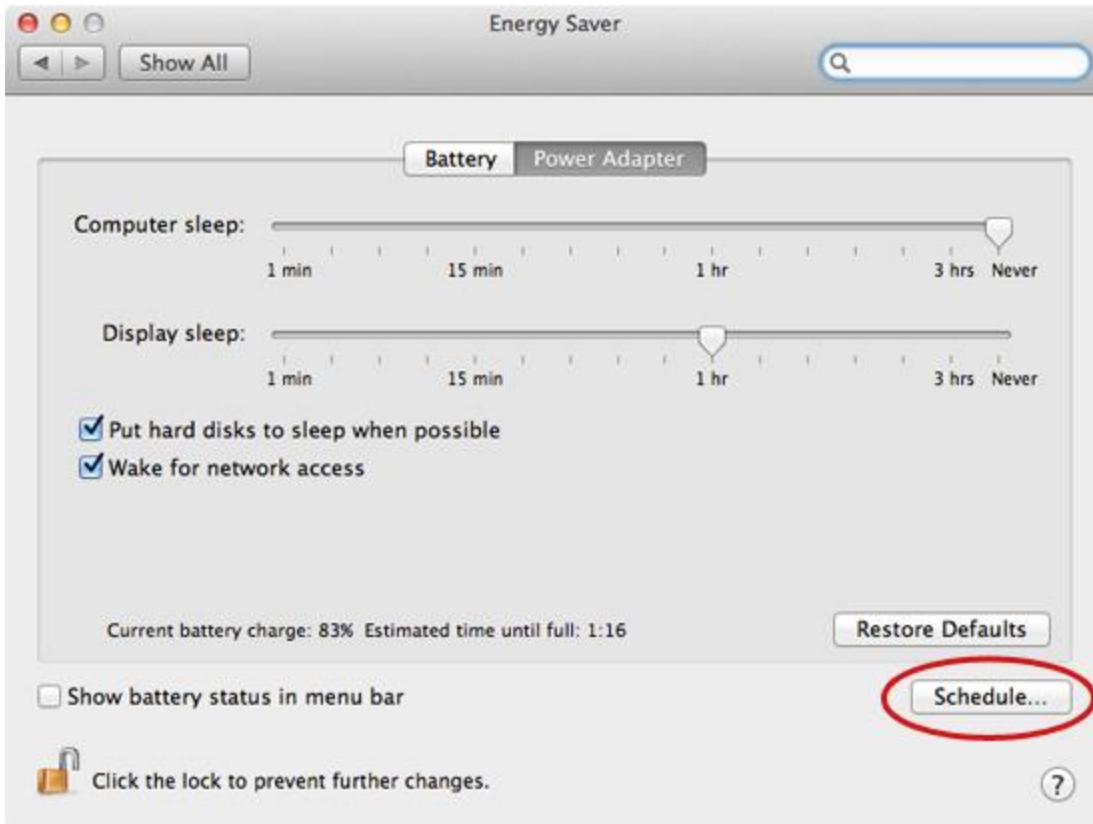 Energy Saver
Show All
Battery Power Adapter
Computer sleep:
1 min 15 min 1 hr 3 hrs Never
Display sleep:
1 min 15 min 1 hr 3 hrs Never
Put hard disks to sleep when possible
Wake for network access
Current battery charge: 83% Estimated time until full: 1:16
Restore Defaults
Show battery status in menu bar
Schedule...
Click the lock to prevent further changes.
?